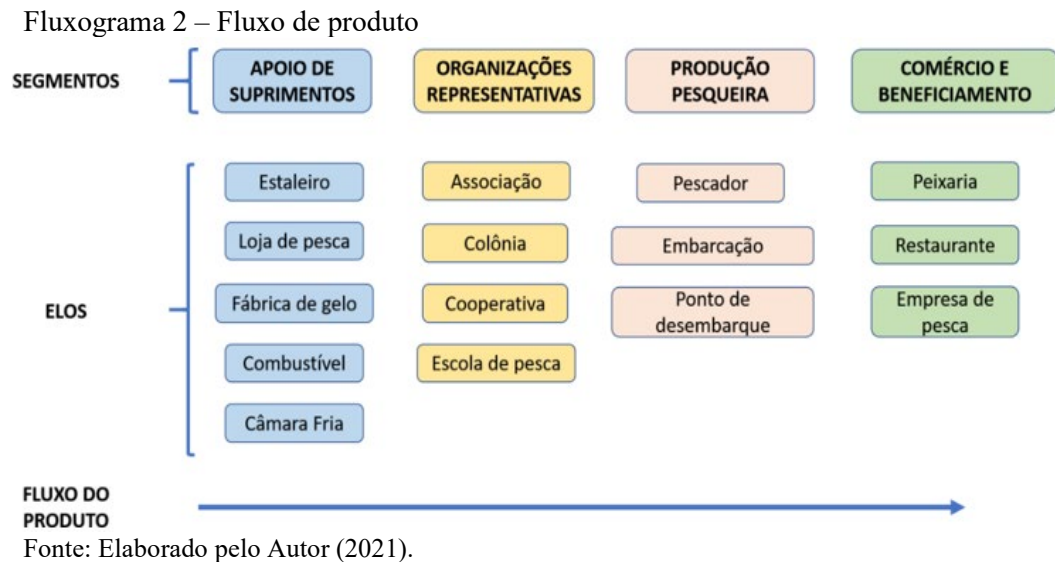 Fluxograma 2 – Fluxo de produto
SEGMENTOS
APOIO DE
SUPRIMENTOS
ORGANIZAÇÕES
REPRESENTATIVAS
PRODUÇÃO
PESQUEIRA
COMÉRCIO E
BENEFICIAMENTO
ELOS
Estaleiro
Loja de pesca
Fábrica de gelo
Combustível
Câmara Fria
Associação
Colônia
Cooperativa
Escola de pesca
Pescador
Embarcação
Ponto de
desembarque
Peixaria
Restaurante
Empresa de
pesca
FLUXO DO
PRODUTO
Fonte: Elaborado pelo Autor (2021).